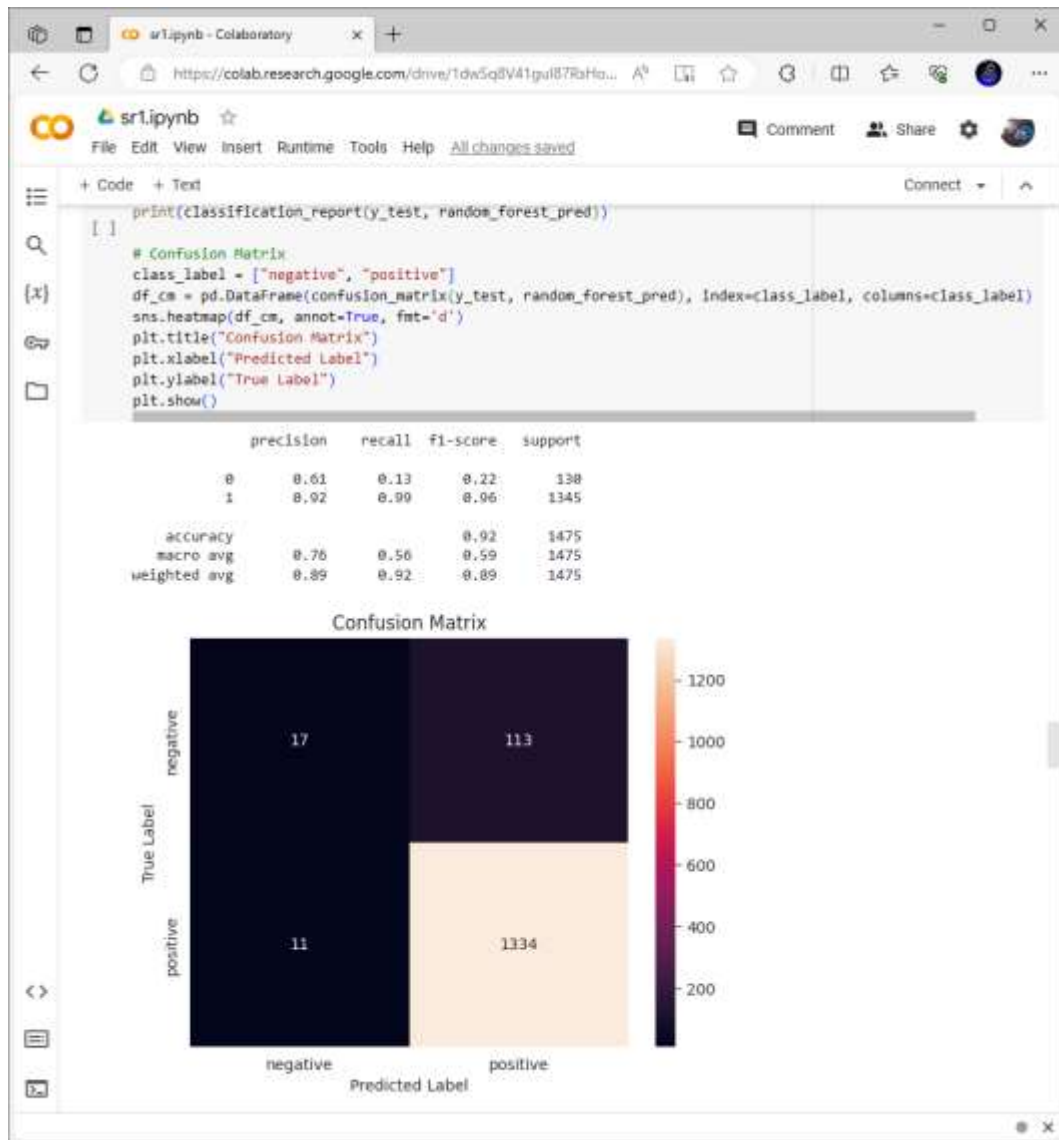 sr1.ipynb - Colaboratory
https://colab.research.google.com/drive/
sr1.ipynb
Comment
Share
File Edit View Insert Runtime Tools Help All changes saved
+ Code + Text
Connect
print(classification_report(y_test, random_forest_pred))
[ ]
# Confusion Matrix
class_label = ["negative", "positive"]
df_cm = pd.DataFrame(confusion_matrix(y_test, random_forest_pred), index=class_label, columns=class_label)
sns.heatmap(df_cm, annot=True, fmt='d')
plt.title("Confusion Matrix")
plt.xlabel("Predicted Label")
plt.ylabel("True Label")
plt.show()
precision recall f1-score support
0 0.61 0.13 0.22 130
1 0.92 0.99 0.96 1345
accuracy 0.92 1475
macro avg 0.76 0.56 0.59 1475
weighted avg 0.89 0.92 0.89 1475
Confusion Matrix
True Label
negative
17 113
positive
11 1334
1200
1000
800
600
400
200
negative positive
Predicted Label